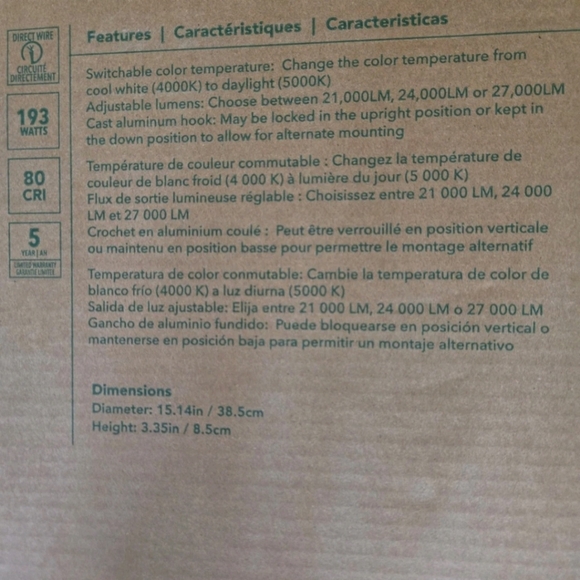 DIRECT WIRE
CIRCUITÉ
DIRECTEMENT
193
WATTS
80
CRI
5
YEAR | AN
LIMITED WARRANTY
GARANTIE LIMITÉE
Features | Caractéristiques | Caracteristicas
Switchable color temperature: Change the color temperature from
cool white (4000K) to daylight (5000K)
Adjustable lumens: Choose between 21,000LM, 24,000LM or 27,000LM
Cast aluminum hook: May be locked in the upright position or kept in
the down position to allow for alternate mounting
Température de couleur commutable : Changez la température de
couleur de blanc froid (4 000 K) à lumière du jour (5 000 K)
Flux de sortie lumineuse réglable : Choisissez entre 21 000 LM, 24 000
LM et 27 000 LM
Crochet en aluminium coulé : Peut être verrouillé en position verticale
ou maintenu en position basse pour permettre le montage alternatif
Temperatura de color conmutable: Cambie la temperatura de color de
blanco frío (4000 K) a luz diurna (5000 K)
Salida de luz ajustable: Elija entre 21 000 LM, 24 000 LM o 27 000 LM
Gancho de aluminio fundido: Puede bloquearse en posición vertical o
mantenerse en posición baja para permitir un montaje alternativo
Dimensions
Diameter: 15.14in / 38.5cm
Height: 3.35in / 8.5cm